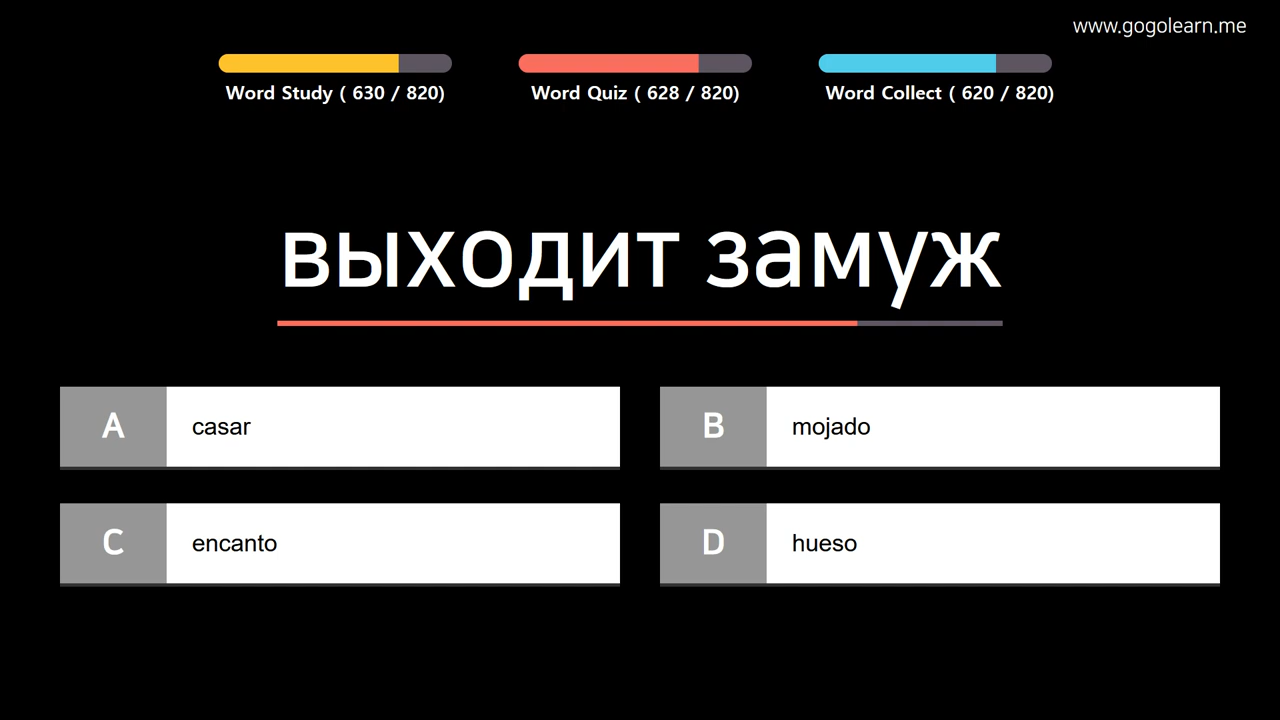 www.gogolearn.me
Word Study ( 630 / 820)
Word Quiz ( 628 / 820)
Word Collect ( 620 / 820)
выходит замуж
A casar
B mojado
C encanto
D hueso